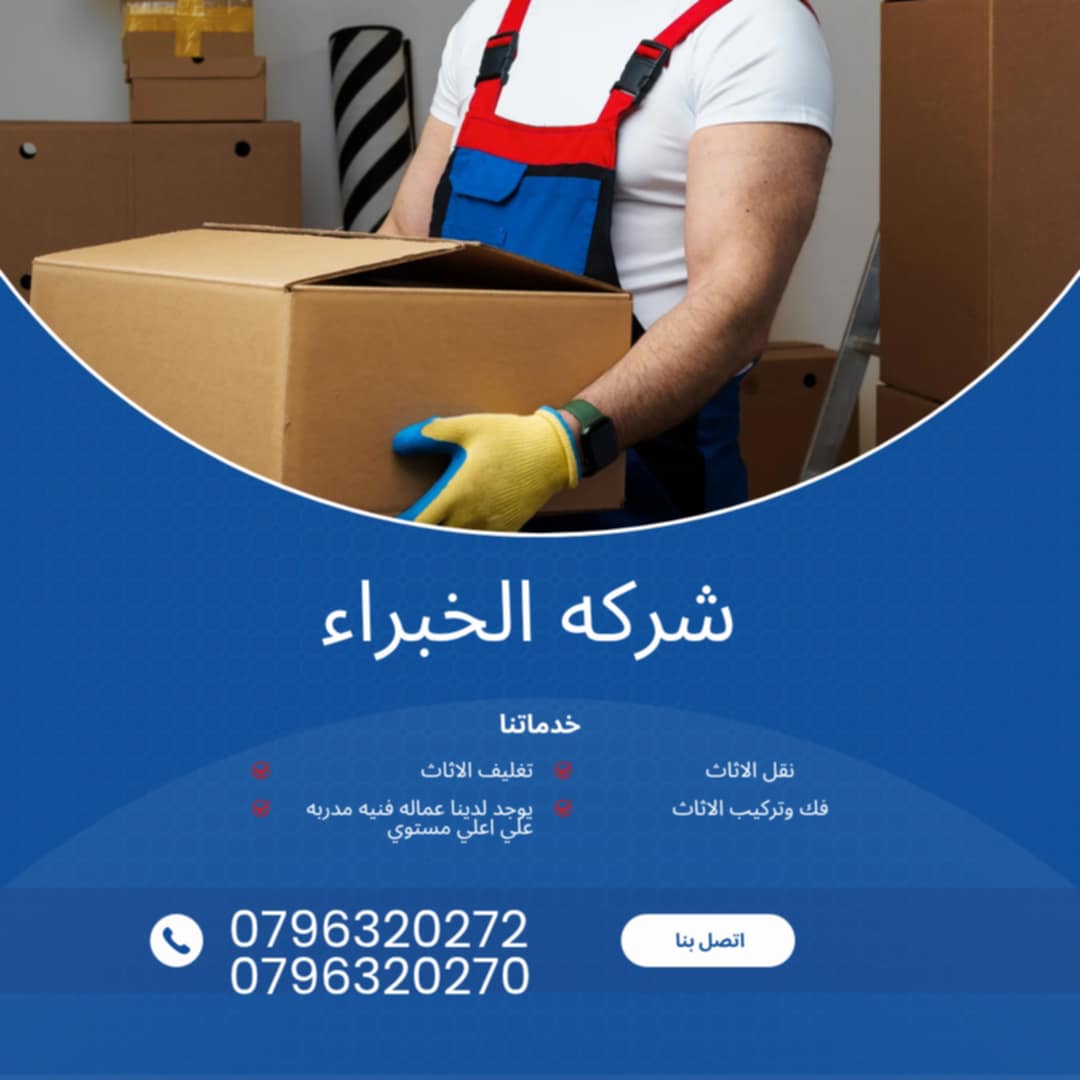 شركه الخبراء
خدماتنا
نقل الاثاث
تغليف الاثاث
فك وتركيب الاثاث
يوجد لدينا عماله فنيه مدربه
علي اعلي مستوي
اتصل بنا
0796320272
0796320270